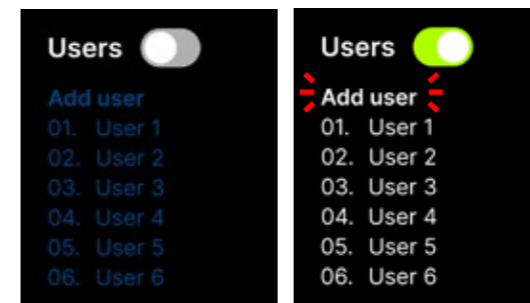 Users
Add user
01. User 1
02. User 2
03. User 3
04. User 4
05. User 5
06. User 6
Users
Add user
01. User 1
02. User 2
03. User 3
04. User 4
05. User 5
06. User 6